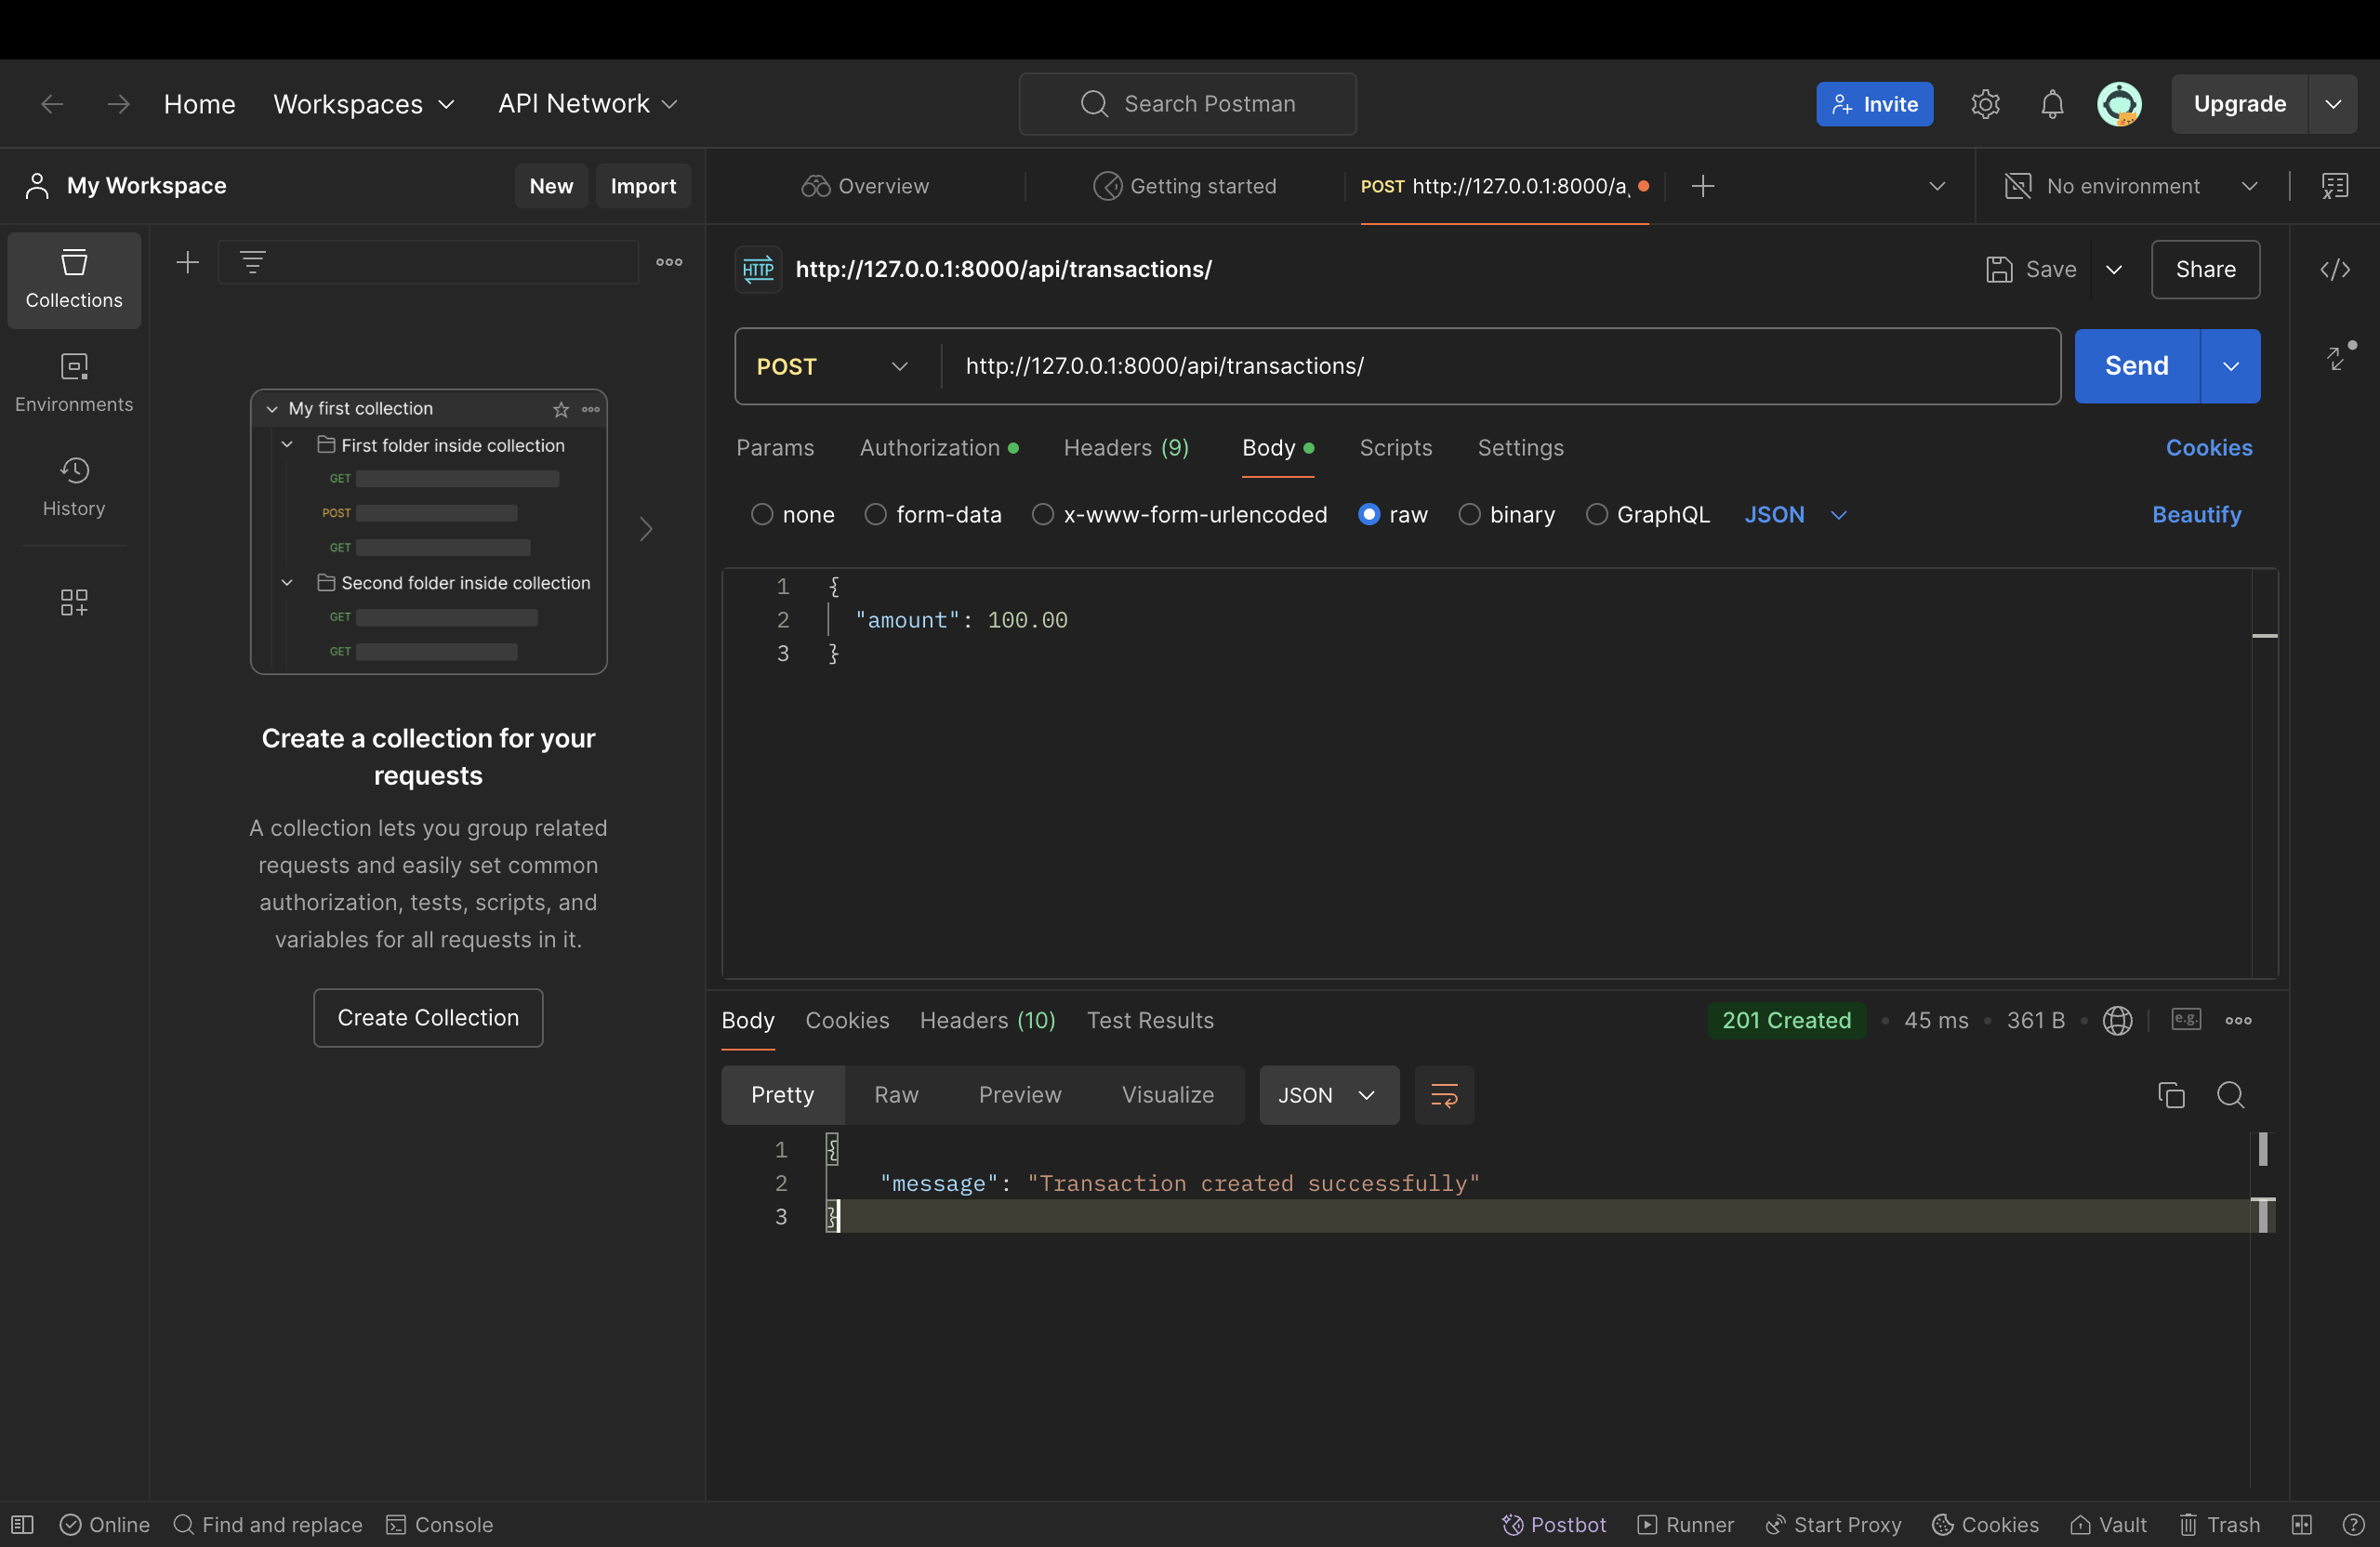 Home Workspaces API Network Search Postman Invite Upgrade
My Workspace New Import Overview Getting started POST http://127.0.0.1:8000/a No environment
Collections
Environments
History
My first collection
First folder inside collection
GET
POST
GET
Second folder inside collection
GET
GET
Create a collection for your
requests
A collection lets you group related
requests and easily set common
authorization, tests, scripts, and
variables for all requests in it.
Create Collection
HTTP http://127.0.0.1:8000/api/transactions/ Save Share
POST http://127.0.0.1:8000/api/transactions/ Send
Params Authorization Headers (9) Body Scripts Settings Cookies
none form-data x-www-form-urlencoded raw binary GraphQL JSON Beautify
1 {
2 "amount": 100.00
3 }
Body Cookies Headers (10) Test Results 201 Created 45 ms 361 B e.g.
Pretty Raw Preview Visualize JSON
1 {
2 "message": "Transaction created successfully"
3 }
Online Find and replace Console Postbot Runner Start Proxy Cookies Vault Trash